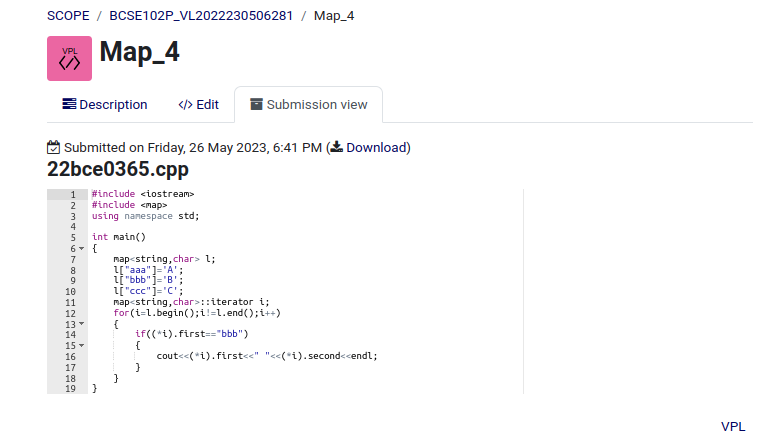 SCOPE / BCSE102P_VL2022230506281 / Map_4
VPL
Map_4
Description
</> Edit
Submission view
Submitted on Friday, 26 May 2023, 6:41 PM (Download)
22bce0365.cpp
1 #include <iostream>
2 #include <map>
3 using namespace std;
4
5 int main()
6 {
7     map<string,char> l;
8     l["aaa"]='A';
9     l["bbb"]='B';
10     l["ccc"]='C';
11     map<string,char>::iterator i;
12     for(i=l.begin();i!=l.end();i++)
13     {
14         if((*i).first=="bbb")
15         {
16             cout<<(*i).first<<" "<<(*i).second<<endl;
17         }
18     }
19 }
VPL